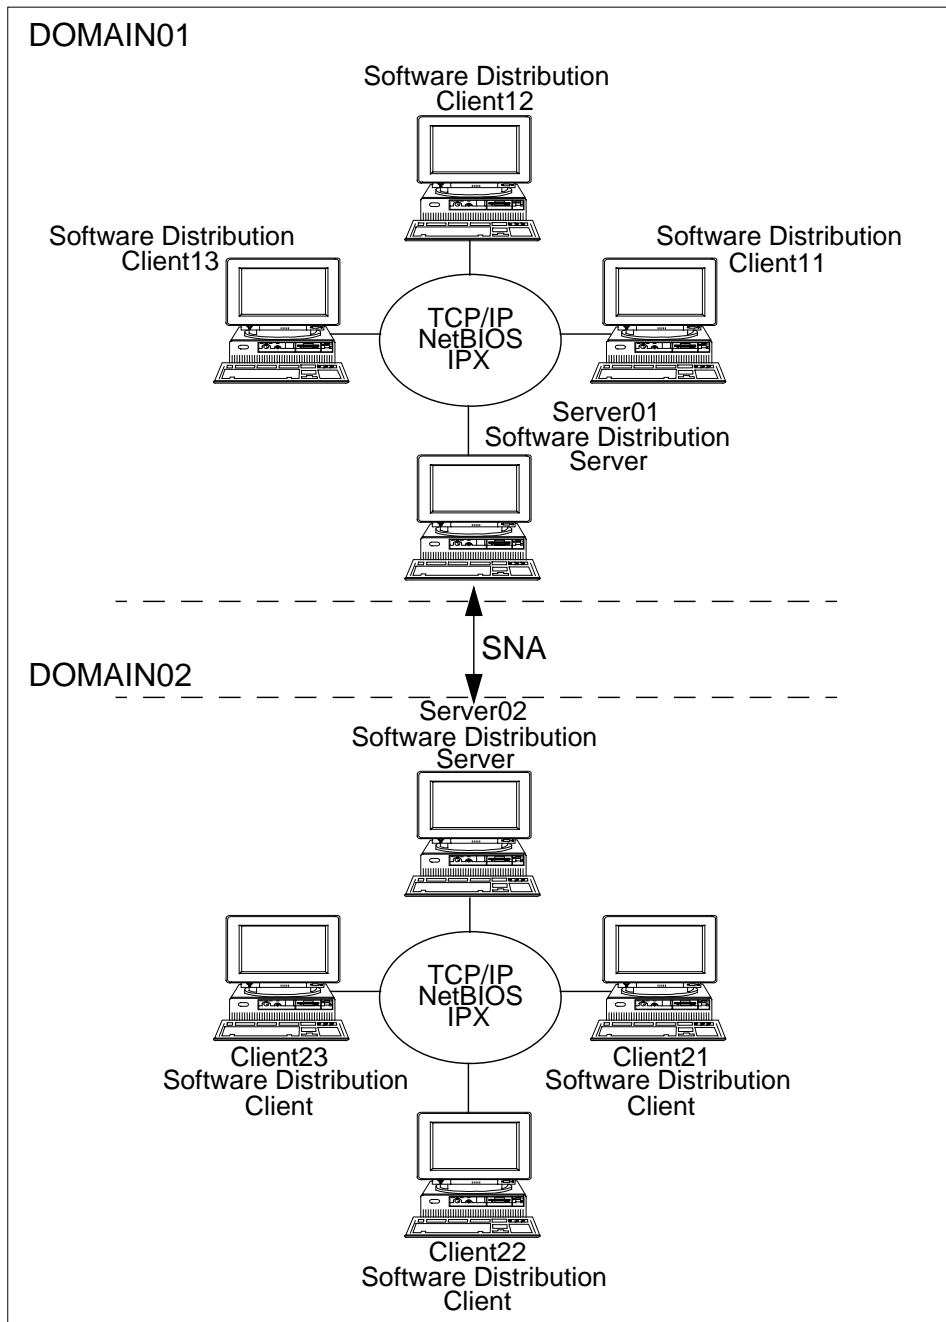 DOMAIN01
Software Distribution
Client12
Software Distribution
Client13
Software Distribution
Client11
TCP/IP
NetBIOS
IPX
Server01
Software Distribution
Server
SNA
DOMAIN02
Server02
Software Distribution
Server
TCP/IP
NetBIOS
IPX
Client23
Software Distribution
Client
Client21
Software Distribution
Client
Client22
Software Distribution
Client